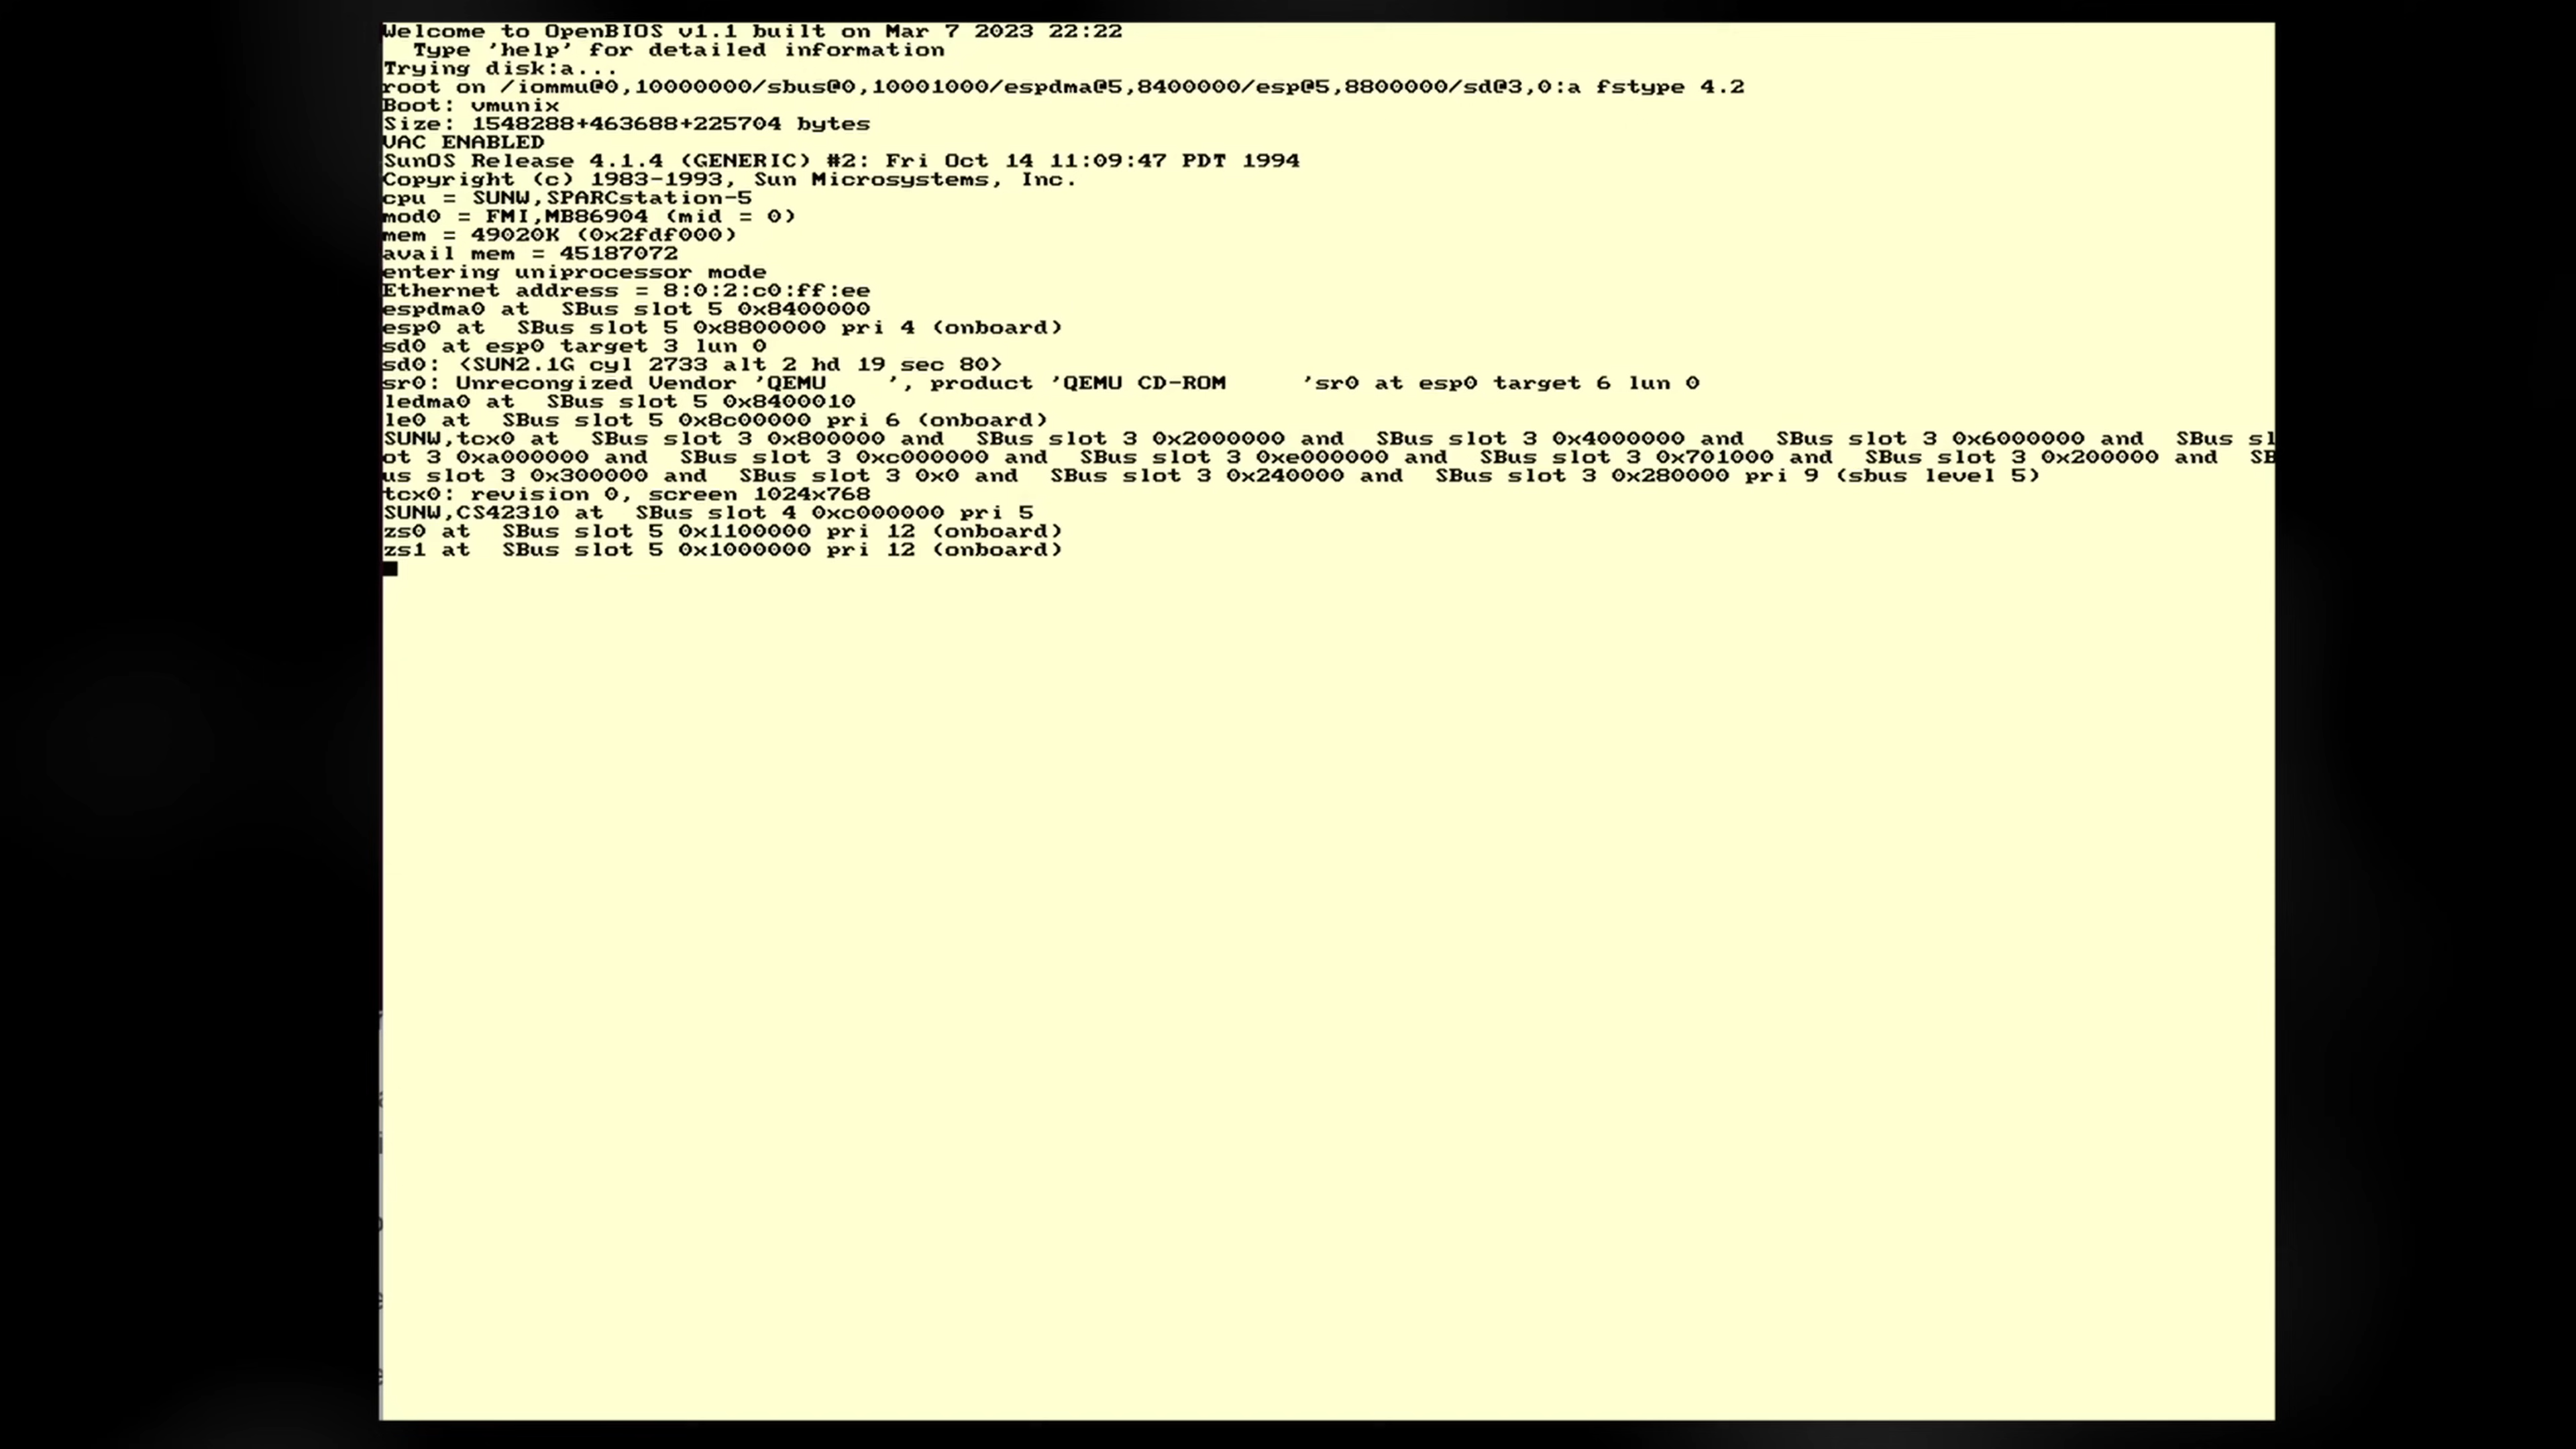 Welcome to OpenBIOS v1.1 built on Mar 7 2023 22:22
  Type 'help' for detailed information
Trying disk:a...
root on /iommu@0,10000000/sbus@0,10001000/espdma@5,8400000/esp@5,8800000/sd@3,0:a fstype 4.2
Boot: vmunix
Size: 1548288+463688+225704 bytes
VAC ENABLED
SunOS Release 4.1.4 (GENERIC) #2: Fri Oct 14 11:09:47 PDT 1994
Copyright (c) 1983-1993, Sun Microsystems, Inc.
cpu = SUNW,SPARCstation-5
mod0 = FMI,MB86904 (mid = 0)
mem = 49020K (0x2fdf000)
avail mem = 45187072
entering uniprocessor mode
Ethernet address = 8:0:2:c0:ff:ee
espdma0 at  SBus slot 5 0x8400000
esp0 at  SBus slot 5 0x8800000 pri 4 (onboard)
sd0 at esp0 target 3 lun 0
sd0: <SUN2.1G cyl 2733 alt 2 hd 19 sec 80>
sr0: Unrecongized Vendor 'QEMU    ', product 'QEMU CD-ROM     'sr0 at esp0 target 6 lun 0
ledma0 at  SBus slot 5 0x8400010
le0 at  SBus slot 5 0x8c00000 pri 6 (onboard)
SUNW,tcx0 at  SBus slot 3 0x800000 and  SBus slot 3 0x2000000 and  SBus slot 3 0x4000000 and  SBus slot 3 0x6000000 and  SBus sl
ot 3 0xa000000 and  SBus slot 3 0xc000000 and  SBus slot 3 0xe000000 and  SBus slot 3 0x701000 and  SBus slot 3 0x200000 and  SB
us slot 3 0x300000 and  SBus slot 3 0x0 and  SBus slot 3 0x240000 and  SBus slot 3 0x280000 pri 9 (sbus level 5)
tcx0: revision 0, screen 1024x768
SUNW,CS42310 at  SBus slot 4 0xc000000 pri 5
zs0 at  SBus slot 5 0x1100000 pri 12 (onboard)
zs1 at  SBus slot 5 0x1000000 pri 12 (onboard)